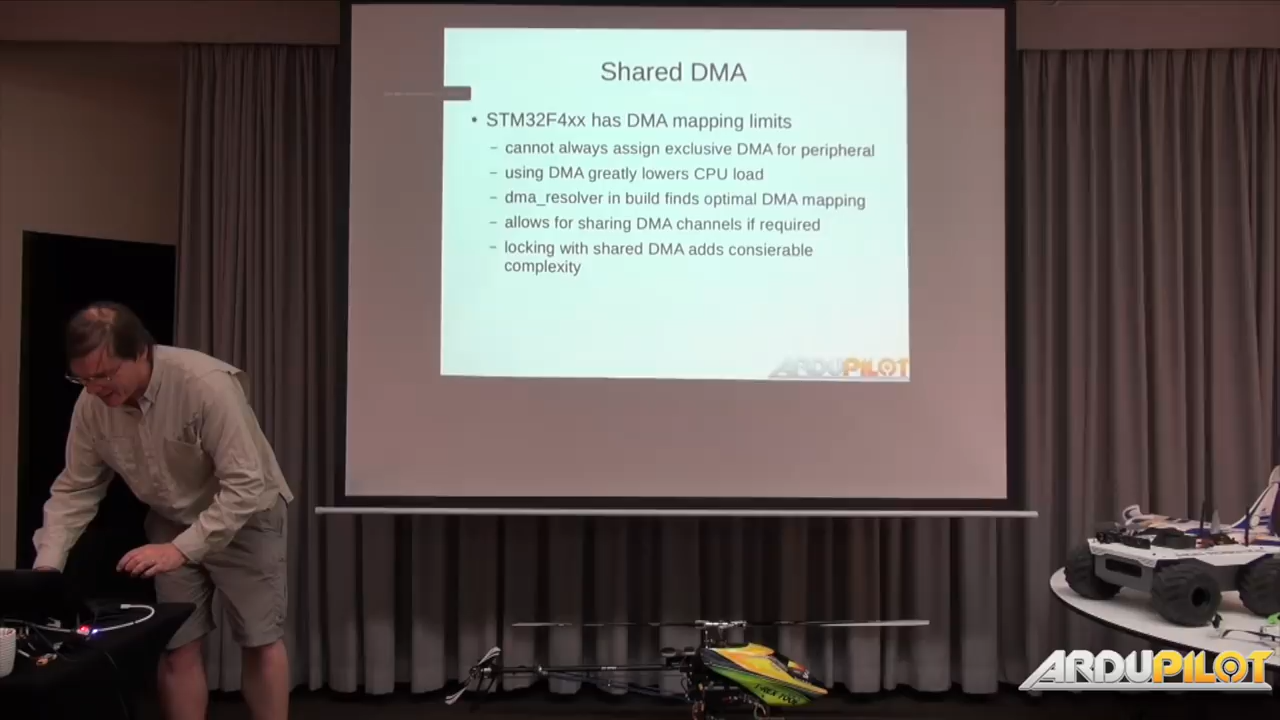 Shared DMA
• STM32F4xx has DMA mapping limits
– cannot always assign exclusive DMA for peripheral
– using DMA greatly lowers CPU load
– dma_resolver in build finds optimal DMA mapping
– allows for sharing DMA channels if required
– locking with shared DMA adds consierable
complexity
ARDUPILOT
T-REX 700E
ARDUPILOT